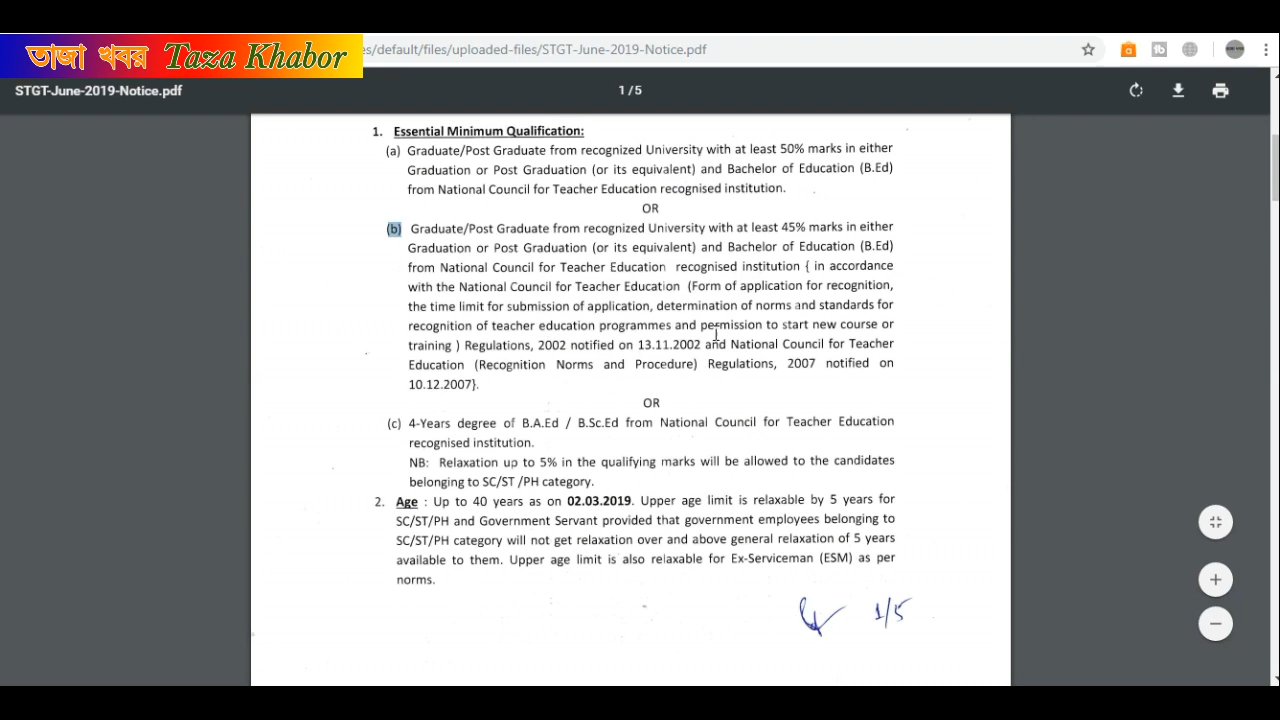 তাজা খবর Taza Khabor
es/default/files/uploaded-files/STGT-June-2019-Notice.pdf
STGT-June-2019-Notice.pdf
1 / 5
1. Essential Minimum Qualification:
(a) Graduate/Post Graduate from recognized University with at least 50% marks in either
Graduation or Post Graduation (or its equivalent) and Bachelor of Education (B.Ed)
from National Council for Teacher Education recognised institution.
OR
(b) Graduate/Post Graduate from recognized University with at least 45% marks in either
Graduation or Post Graduation (or its equivalent) and Bachelor of Education (B.Ed)
from National Council for Teacher Education recognised institution { in accordance
with the National Council for Teacher Education (Form of application for recognition,
the time limit for submission of application, determination of norms and standards for
recognition of teacher education programmes and permission to start new course or
training ) Regulations, 2002 notified on 13.11.2002 and National Council for Teacher
Education (Recognition Norms and Procedure) Regulations, 2007 notified on
10.12.2007}.
OR
(c) 4-Years degree of B.A.Ed / B.Sc.Ed from National Council for Teacher Education
recognised institution.
NB: Relaxation up to 5% in the qualifying marks will be allowed to the candidates
belonging to SC/ST /PH category.
2. Age : Up to 40 years as on 02.03.2019. Upper age limit is relaxable by 5 years for
SC/ST/PH and Government Servant provided that government employees belonging to
SC/ST/PH category will not get relaxation over and above general relaxation of 5 years
available to them. Upper age limit is also relaxable for Ex-Serviceman (ESM) as per
norms.
1/5